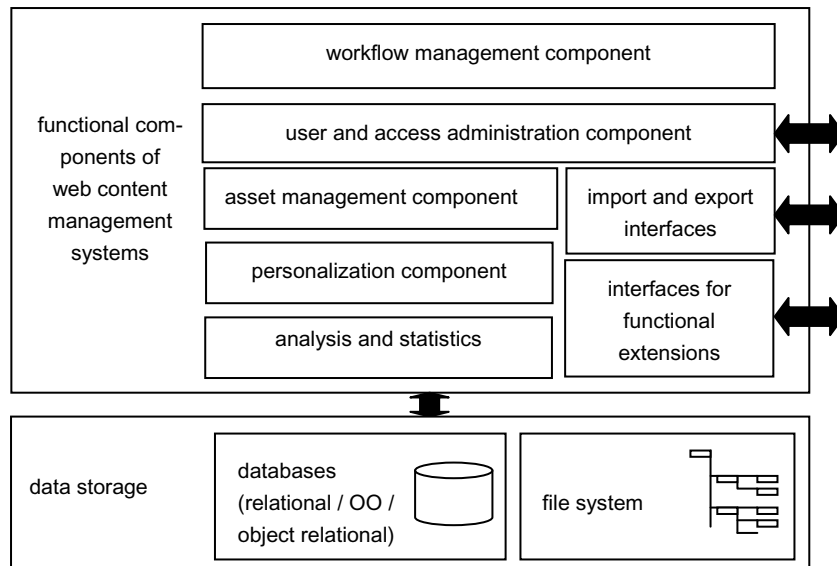 functional com-
ponents of
web content
management
systems
workflow management component
user and access administration component
asset management component
import and export
interfaces
personalization component
interfaces for
functional
extensions
analysis and statistics
data storage
databases
(relational / OO /
object relational)
file system